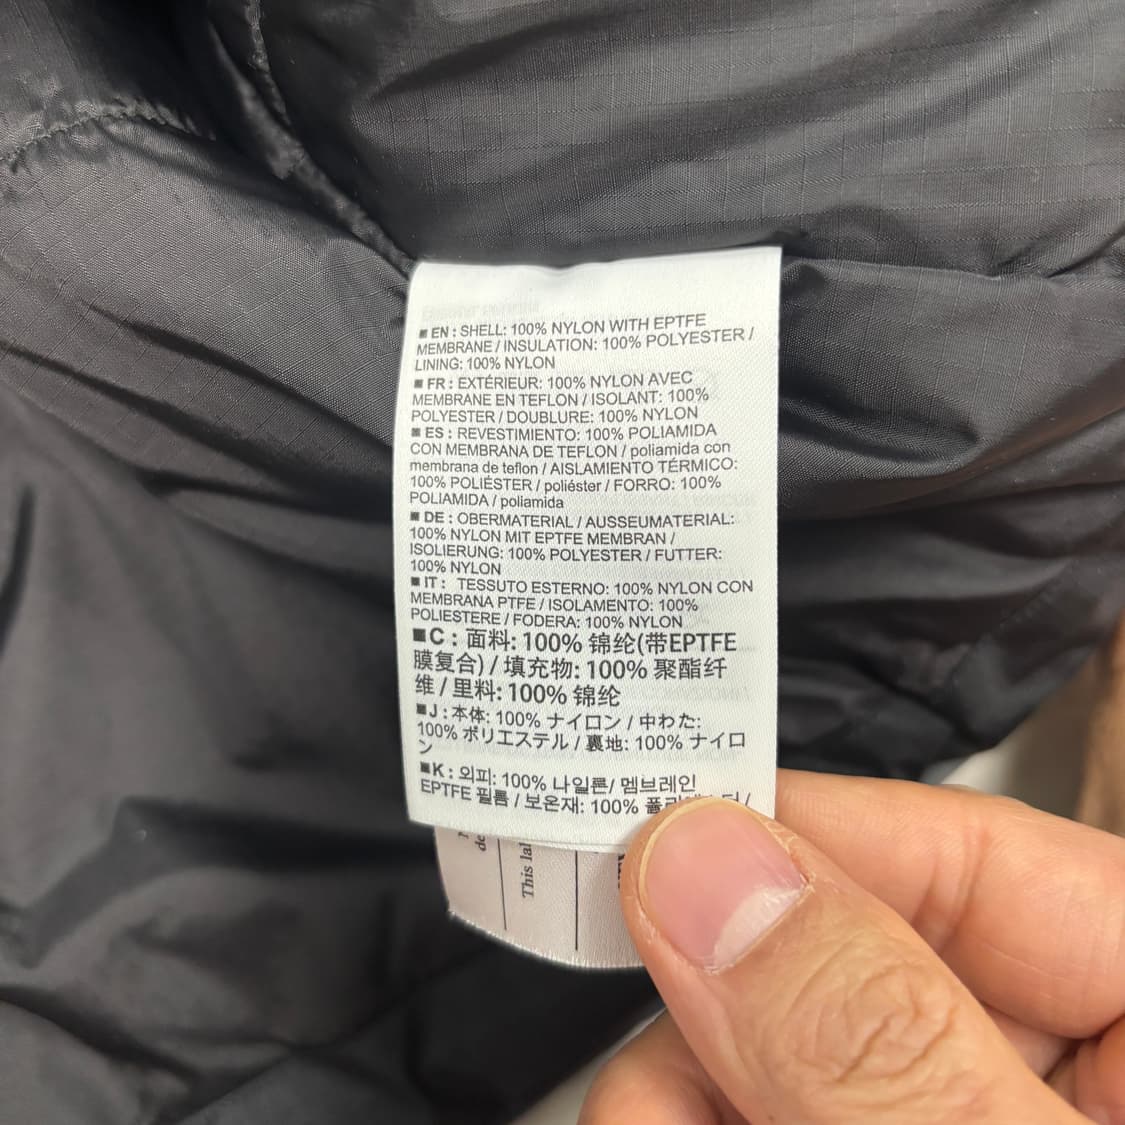 ■ EN : SHELL: 100% NYLON WITH EPTFE
MEMBRANE / INSULATION: 100% POLYESTER /
LINING: 100% NYLON
■ FR : EXTÉRIEUR: 100% NYLON AVEC
MEMBRANE EN TEFLON / ISOLANT: 100%
POLYESTER / DOUBLURE: 100% NYLON
■ ES : REVESTIMIENTO: 100% POLIAMIDA
CON MEMBRANA DE TEFLON / poliamida con
membrana de teflon / AISLAMIENTO TÉRMICO:
100% POLIÉSTER / poliéster / FORRO: 100%
POLIAMIDA / poliamida
■ DE : OBERMATERIAL / AUSSEUMATERIAL:
100% NYLON MIT EPTFE MEMBRAN /
ISOLIERUNG: 100% POLYESTER / FUTTER:
100% NYLON
■ IT : TESSUTO ESTERNO: 100% NYLON CON
MEMBRANA PTFE / ISOLAMENTO: 100%
POLIESTERE / FODERA: 100% NYLON
■ C : 面料: 100% 锦纶(带EPTFE
膜复合) / 填充物: 100% 聚酯纤
维 / 里料: 100% 锦纶
■ J : 本体: 100% ナイロン / 中わた:
100% ポリエステル / 裏地: 100% ナイロ
ン
■ K : 외피: 100% 나일론/ 멤브레인
EPTFE 필름 / 보온재: 100%
This